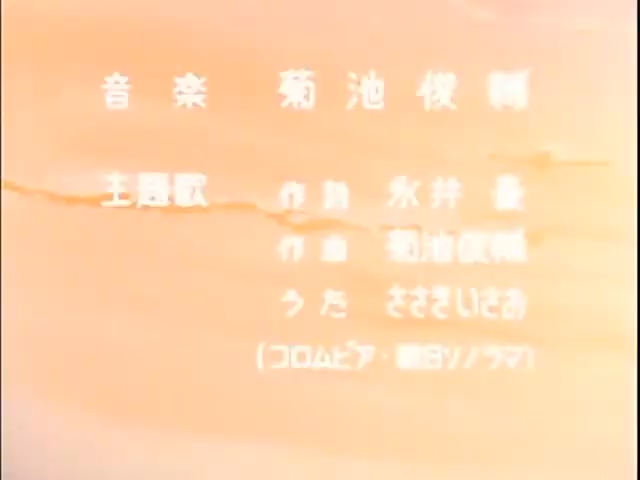 音楽 菊池俊輔
主題歌 作詞 永井豪
作曲 菊池俊輔
うた ささきいさお
(コロムビア・朝日ソノラマ)